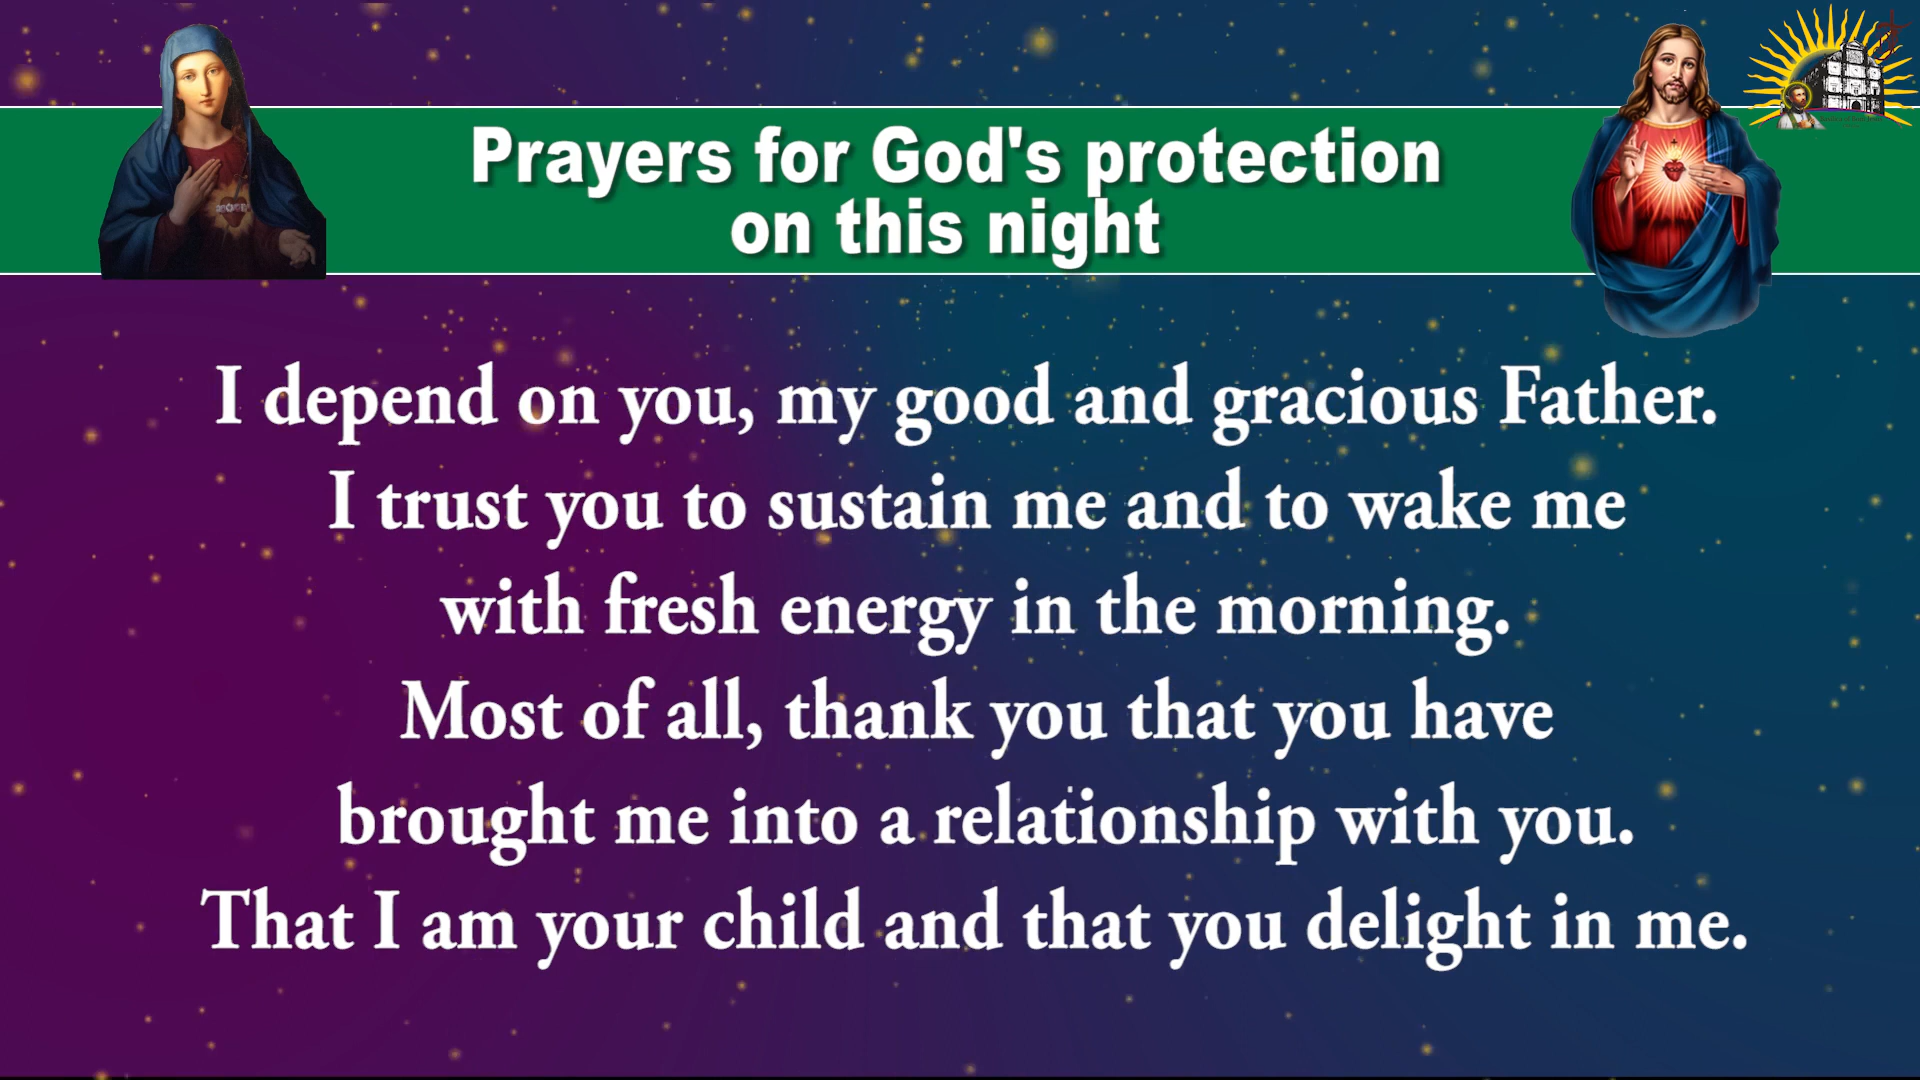 Prayers for God's protection
on this night
I depend on you, my good and gracious Father.
I trust you to sustain me and to wake me
with fresh energy in the morning.
Most of all, thank you that you have
brought me into a relationship with you.
That I am your child and that you delight in me.